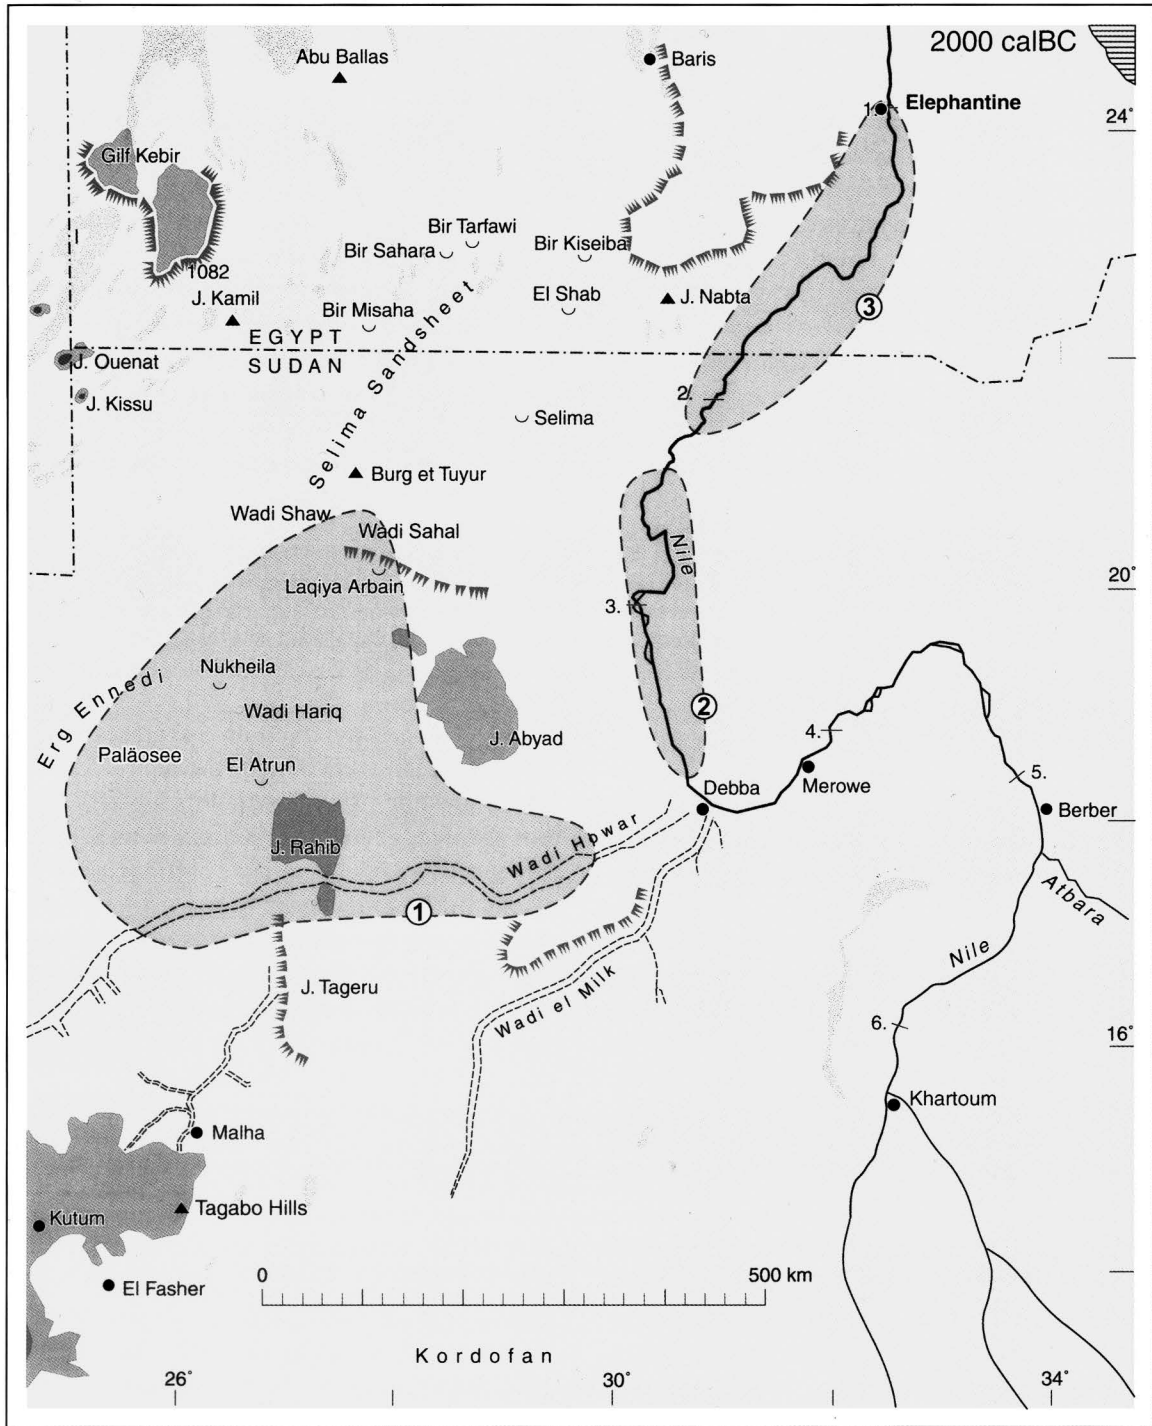 2000 calBC
Abu Ballas
Baris
1.
Elephantine
24°
Gilf Kebir
Bir Tarfawi
Bir Sahara
Bir Kiseiba
1082
J. Kamil
El Shab
J. Nabta
3
Bir Misaha
EGYPT
SUDAN
Selima Sandsheet
J. Ouenat
J. Kissu
2.
Selima
Burg et Tuyur
Wadi Shaw
Wadi Sahal
Nile
Laqiya Arbain
20°
3.
Nukheila
Erg Ennedi
Wadi Hariq
2
J. Abyad
4.
Paläosee
El Atrun
5.
Debba
Merowe
Berber
J. Rahib
Wadi Howar
Atbara
1
Nile
J. Tageru
Wadi el Milk
6.
16°
Khartoum
Malha
Tagabo Hills
Kutum
El Fasher
0
500 km
Kordofan
26°
30°
34°